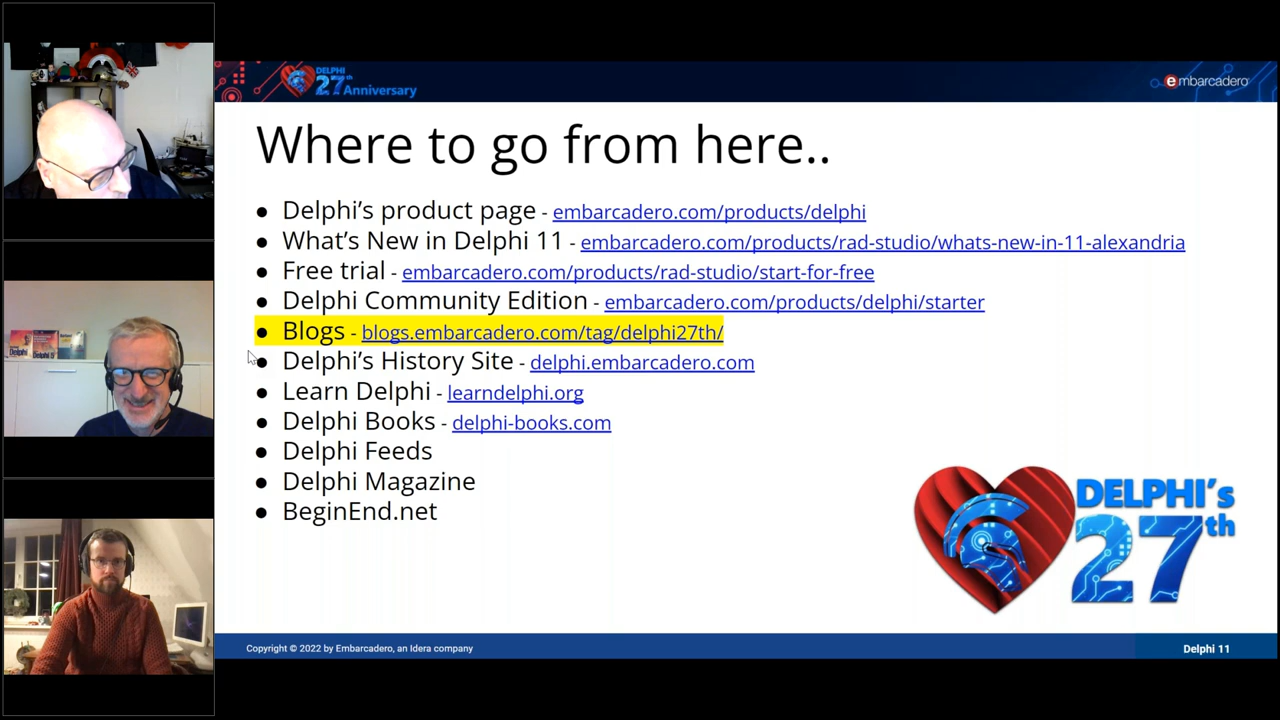 DELPHI
27th
Anniversary
embarcadero
Where to go from here..
● Delphi's product page - embarcadero.com/products/delphi
● What's New in Delphi 11 - embarcadero.com/products/rad-studio/whats-new-in-11-alexandria
● Free trial - embarcadero.com/products/rad-studio/start-for-free
● Delphi Community Edition - embarcadero.com/products/delphi/starter
● Blogs - blogs.embarcadero.com/tag/delphi27th/
● Delphi's History Site - delphi.embarcadero.com
● Learn Delphi - learndelphi.org
● Delphi Books - delphi-books.com
● Delphi Feeds
● Delphi Magazine
● BeginEnd.net
DELPHI's
27th
Copyright © 2022 by Embarcadero, an Idera company
Delphi 11